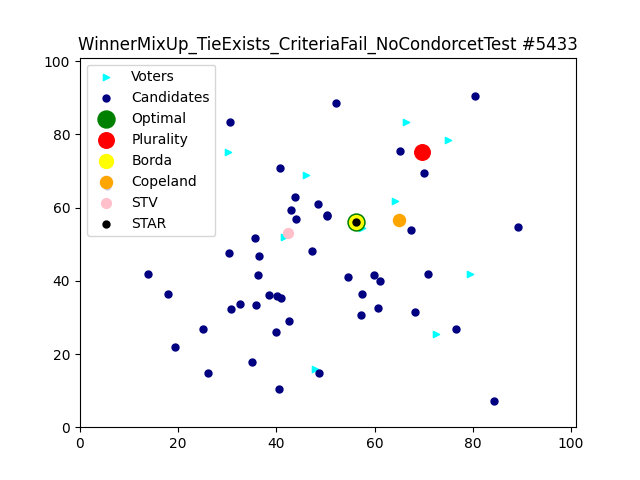 WinnerMixUp_TieExists_CriteriaFail_NoCondorcetTest #5433
100
80
60
40
20
0
Voters
Candidates
Optimal
Plurality
Borda
Copeland
STV
STAR
0 20 40 60 80 100